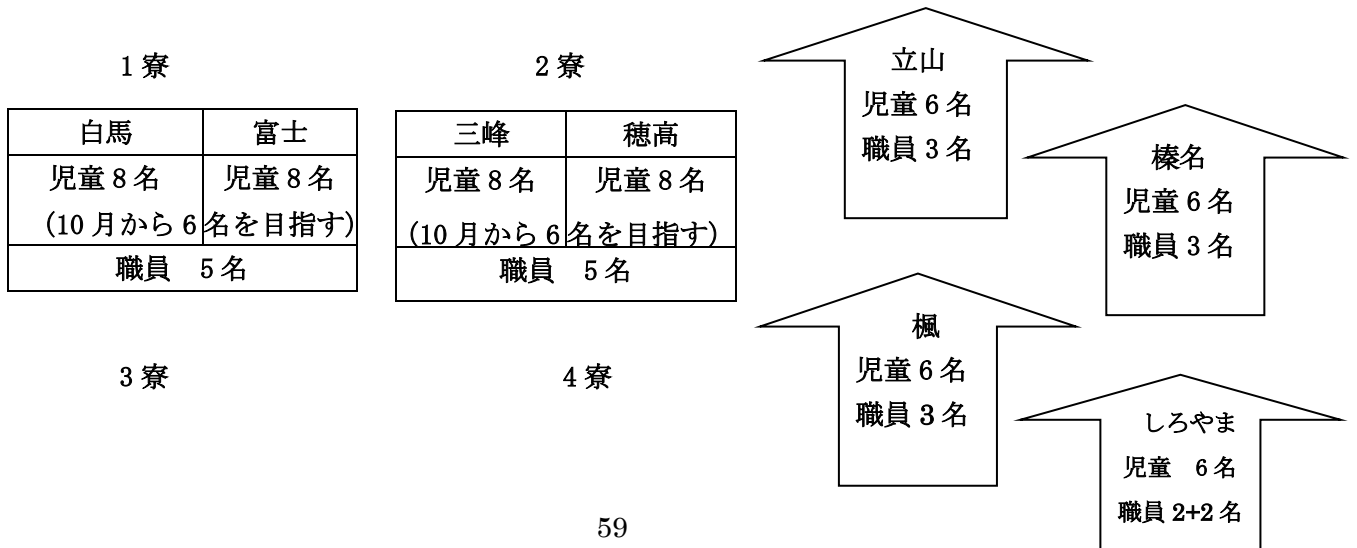 1寮
白馬 富士
児童8名 児童8名
(10月から6名を目指す)
職員 5名
2寮
三峰 穂高
児童8名 児童8名
(10月から6名を目指す)
職員 5名
立山
児童6名
職員3名
榛名
児童6名
職員3名
3寮
4寮
楓
児童6名
職員3名
しろやま
児童 6名
職員2+2名
59